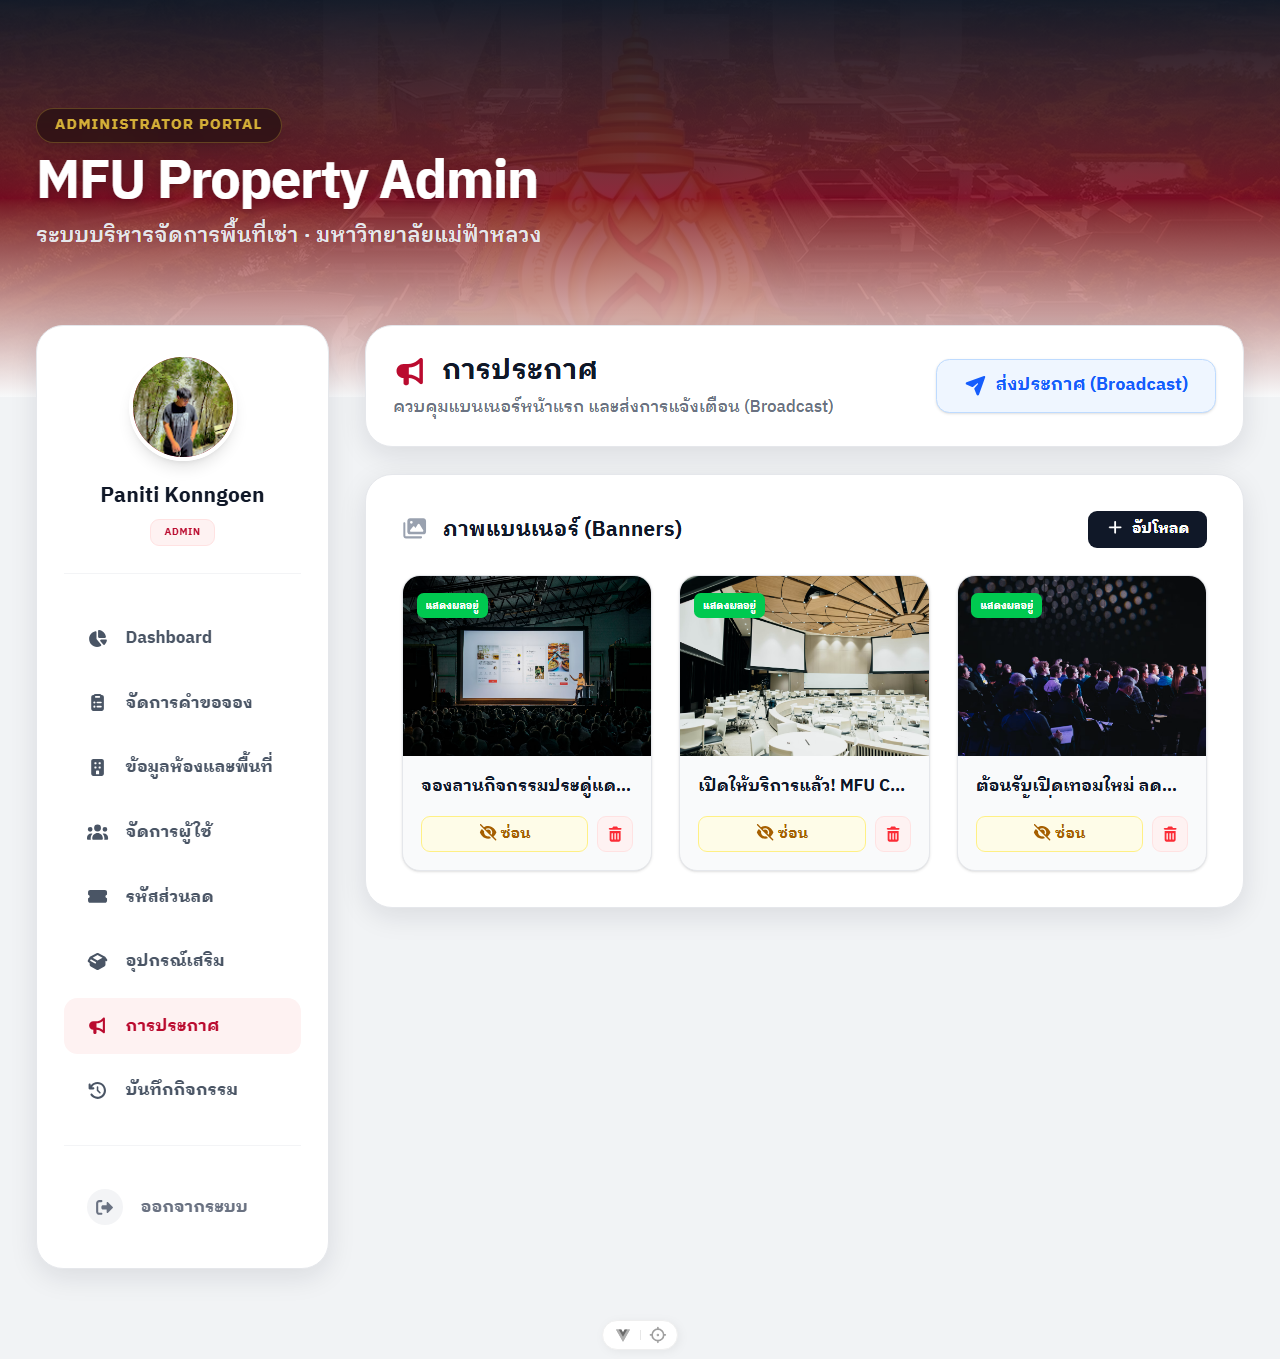 ADMINISTRATOR PORTAL
MFU Property Admin
ระบบบริหารจัดการพื้นที่เช่า · มหาวิทยาลัยแม่ฟ้าหลวง
Paniti Konngoen
ADMIN
Dashboard
จัดการคำขอจอง
ข้อมูลห้องและพื้นที่
จัดการผู้ใช้
รหัสส่วนลด
อุปกรณ์เสริม
การประกาศ
บันทึกกิจกรรม
ออกจากระบบ
การประกาศ
ควบคุมแบนเนอร์หน้าแรก และส่งการแจ้งเตือน (Broadcast)
ส่งประกาศ (Broadcast)
ภาพแบนเนอร์ (Banners)
อัปโหลด
แสดงผลอยู่
จองลานกิจกรรมประดู่แด...
ซ่อน
แสดงผลอยู่
เปิดให้บริการแล้ว! MFU C...
ซ่อน
แสดงผลอยู่
ต้อนรับเปิดเทอมใหม่ ลด...
ซ่อน